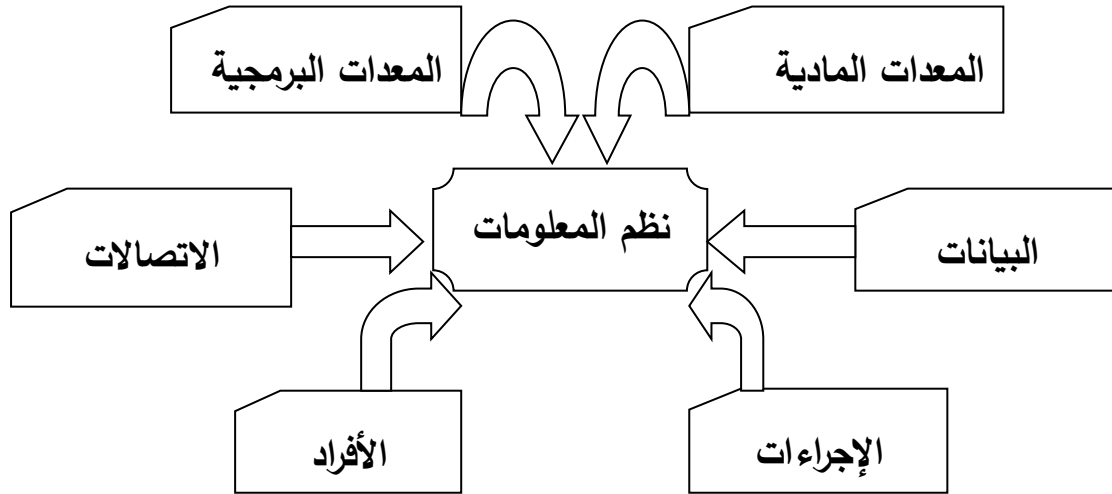 المعدات المادية
المعدات البرمجية
نظم المعلومات
البيانات
الاتصالات
الإجراءات
الأفراد